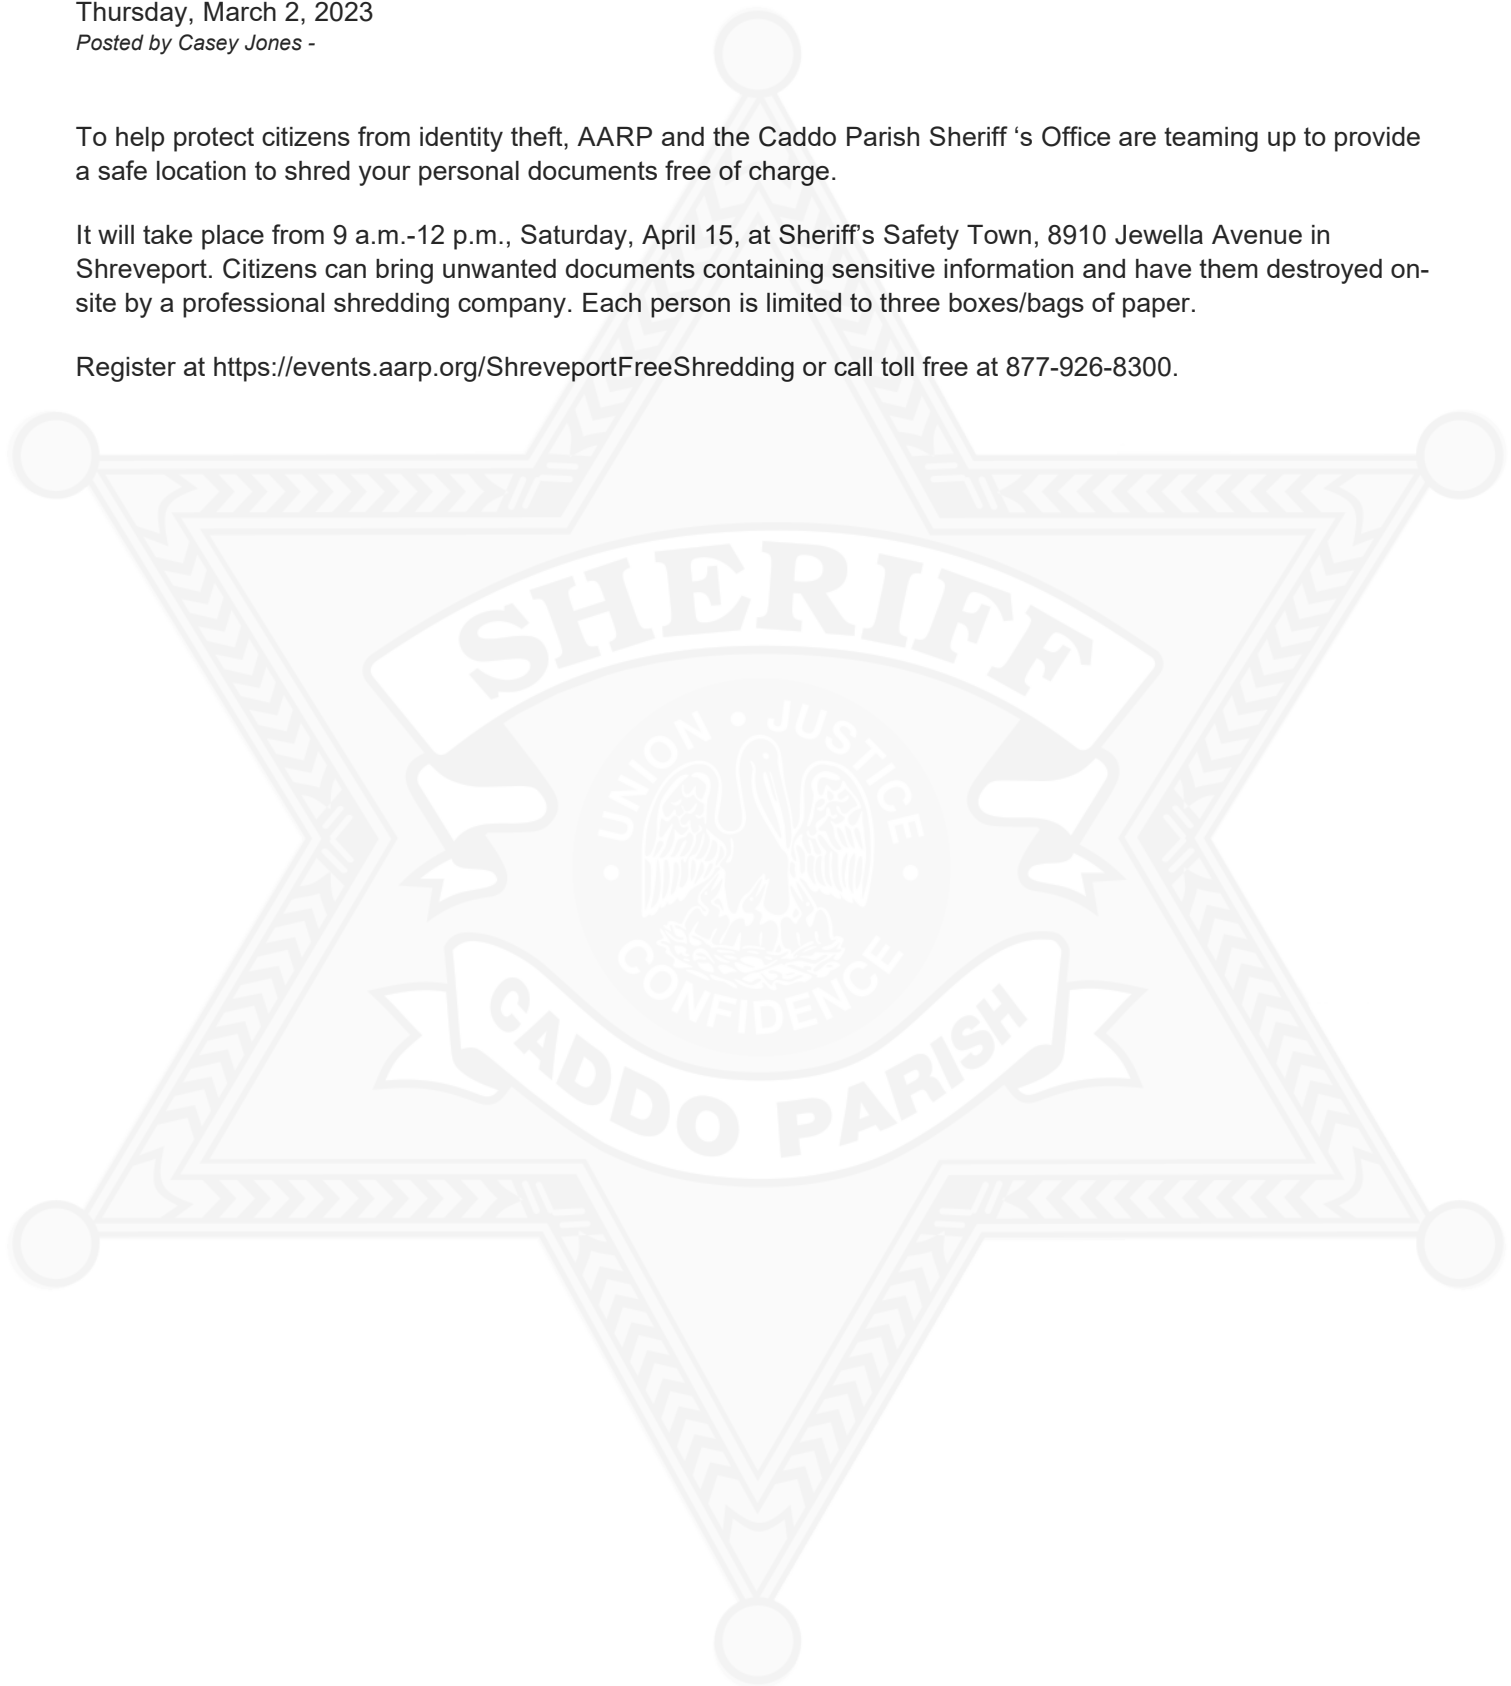 Thursday, March 2, 2023
Posted by Casey Jones -
To help protect citizens from identity theft, AARP and the Caddo Parish Sheriff ‘s Office are teaming up to provide
a safe location to shred your personal documents free of charge.
It will take place from 9 a.m.-12 p.m., Saturday, April 15, at Sheriff’s Safety Town, 8910 Jewella Avenue in
Shreveport. Citizens can bring unwanted documents containing sensitive information and have them destroyed on-
site by a professional shredding company. Each person is limited to three boxes/bags of paper.
Register at https://events.aarp.org/ShreveportFreeShredding or call toll free at 877-926-8300.
SHERIFF
UNION • JUSTICE
• CONFIDENCE •
CADDO PARISH